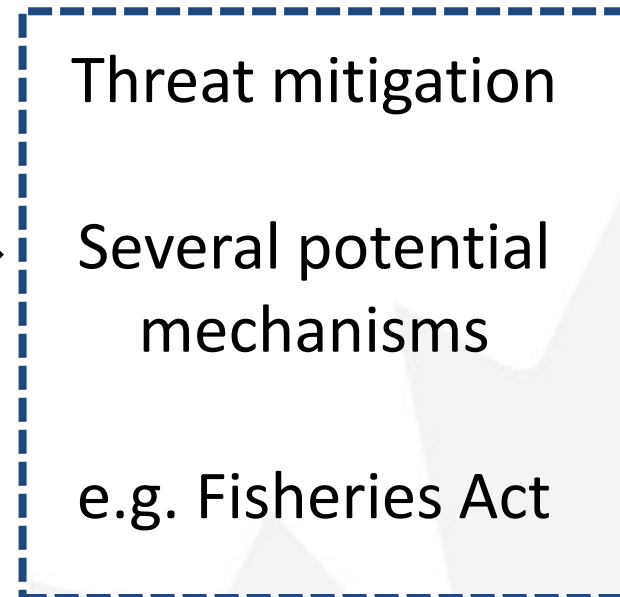 Threat mitigation
Several potential
mechanisms
e.g. Fisheries Act